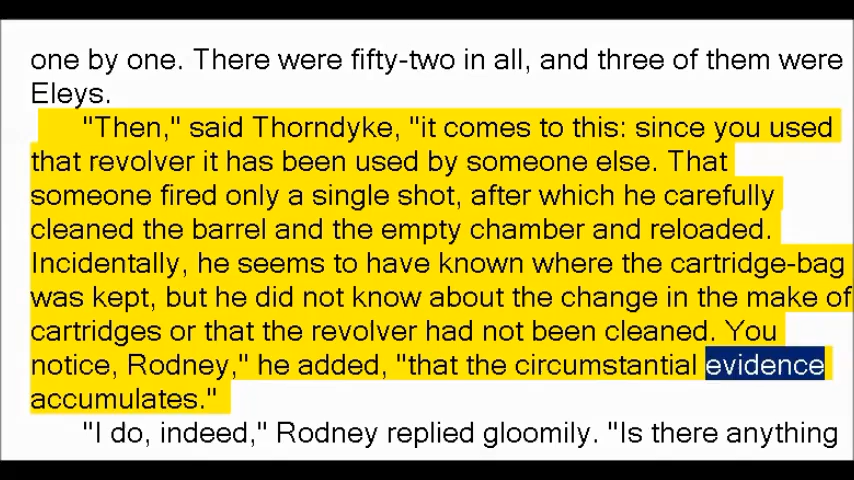 one by one. There were fifty-two in all, and three of them were
Eleys.
"Then," said Thorndyke, "it comes to this: since you used
that revolver it has been used by someone else. That
someone fired only a single shot, after which he carefully
cleaned the barrel and the empty chamber and reloaded.
Incidentally, he seems to have known where the cartridge-bag
was kept, but he did not know about the change in the make of
cartridges or that the revolver had not been cleaned. You
notice, Rodney," he added, "that the circumstantial evidence
accumulates."
"I do, indeed," Rodney replied gloomily. "Is there anything